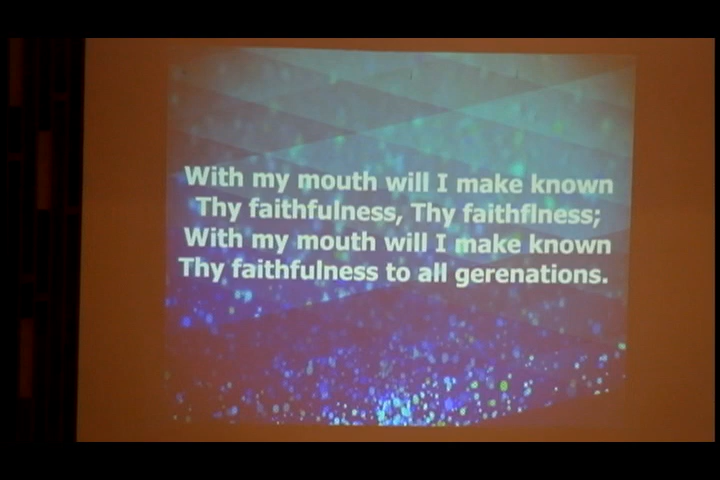 With my mouth will I make known
Thy faithfulness, Thy faithflness;
With my mouth will I make known
Thy faithfulness to all gerenations.